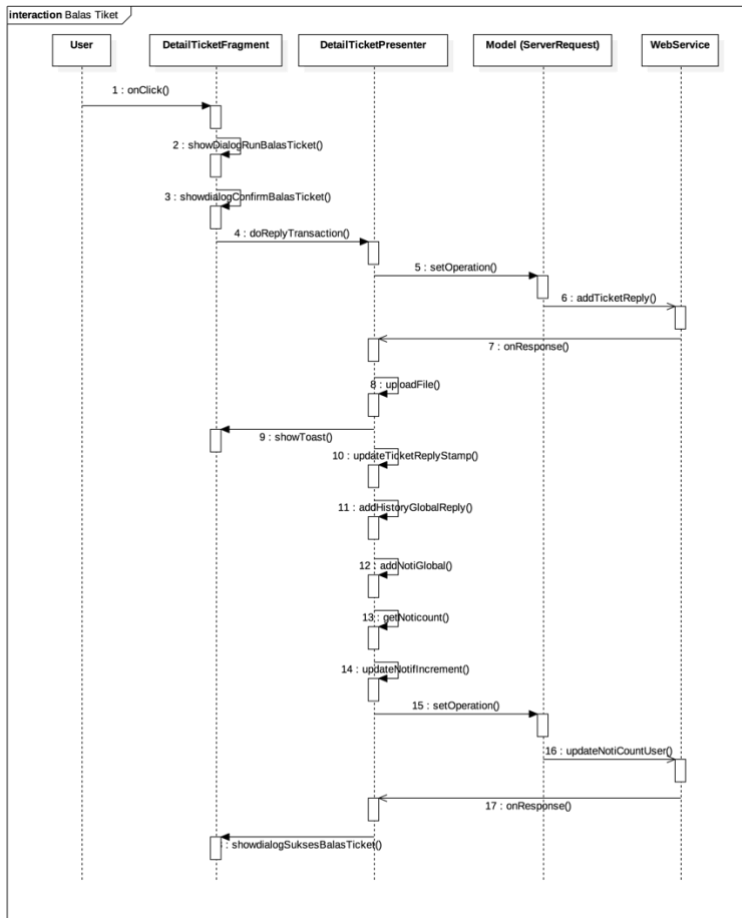 interaction Balas Tiket
User
DetailTicketFragment
DetailTicketPresenter
Model (ServerRequest)
WebService
1 : onClick()
2 : showDialogRunBalasTicket()
3 : showdialogConfirmBalasTicket()
4 : doReplyTransaction()
5 : setOperation()
6 : addTicketReply()
7 : onResponse()
8 : uploadFile()
9 : showToast()
10 : updateTicketReplyStamp()
11 : addHistoryGlobalReply()
12 : addNotiGlobal()
13 : getNoticount()
14 : updateNotifIncrement()
15 : setOperation()
16 : updateNotiCountUser()
17 : onResponse()
: showdialogSuksesBalasTicket()